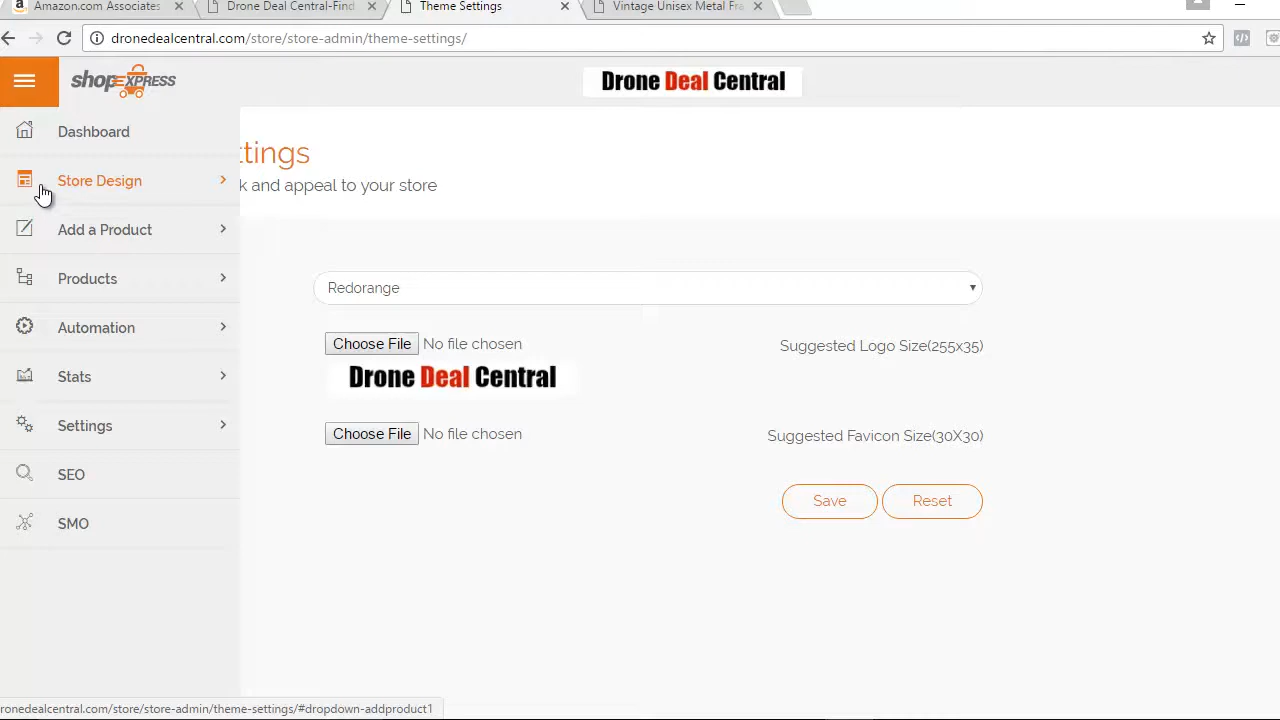 Amazon.com Associates
Drone Deal Central-Find
Theme Settings
Vintage Unisex Metal Fra
dronedealcentral.com/store/store-admin/theme-settings/
shopEXPRESS
Drone Deal Central
Dashboard
ttings
Store Design
k and appeal to your store
Add a Product
Products
Redorange
Automation
Choose File No file chosen
Suggested Logo Size(255x35)
Stats
Drone Deal Central
Settings
Choose File No file chosen
Suggested Favicon Size(30X30)
SEO
Save
Reset
SMO
ronedealcentral.com/store/store-admin/theme-settings/#dropdown-addproduct1